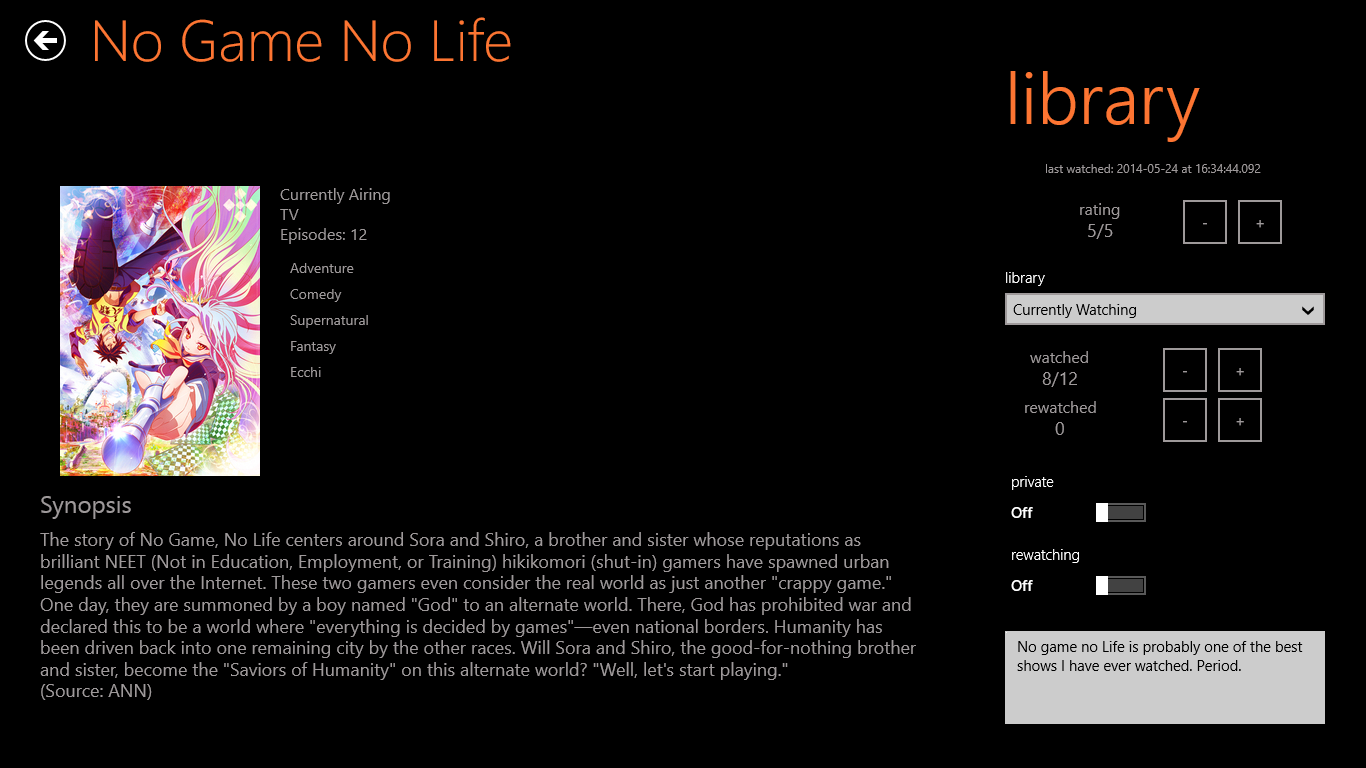 No Game No Life
library
last watched: 2014-05-24 at 16:34:44.092
Currently Airing
TV
Episodes: 12
Adventure
Comedy
Supernatural
Fantasy
Ecchi
rating
5/5
-
+
library
Currently Watching
watched
8/12
-
+
rewatched
0
-
+
private
Off
rewatching
Off
Synopsis
The story of No Game, No Life centers around Sora and Shiro, a brother and sister whose reputations as
brilliant NEET (Not in Education, Employment, or Training) hikikomori (shut-in) gamers have spawned urban
legends all over the Internet. These two gamers even consider the real world as just another "crappy game."
One day, they are summoned by a boy named "God" to an alternate world. There, God has prohibited war and
declared this to be a world where "everything is decided by games"—even national borders. Humanity has
been driven back into one remaining city by the other races. Will Sora and Shiro, the good-for-nothing brother
and sister, become the "Saviors of Humanity" on this alternate world? "Well, let's start playing."
(Source: ANN)
No game no Life is probably one of the best
shows I have ever watched. Period.